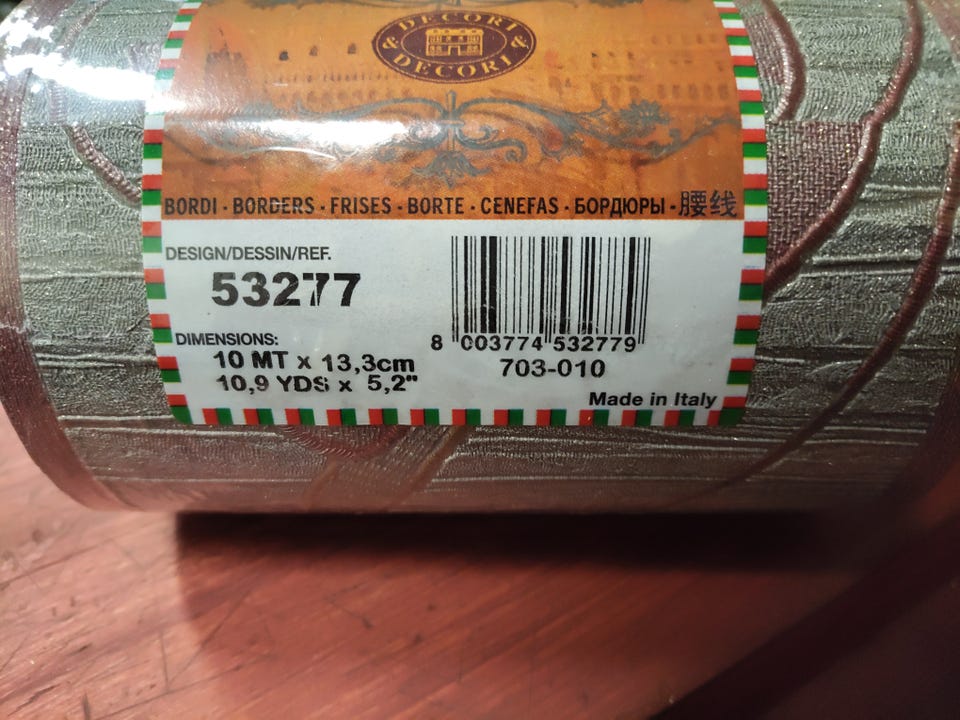 DECORI
& &
DECORI
BORDI - BORDERS - FRISES - BORTE - CENEFAS - БОРДЮРЫ - 腰线
DESIGN/DESSIN/REF.
53277
DIMENSIONS:
10 MT x 13,3cm
10,9 YDS x 5,2"
8 003774 532779
703-010
Made in Italy